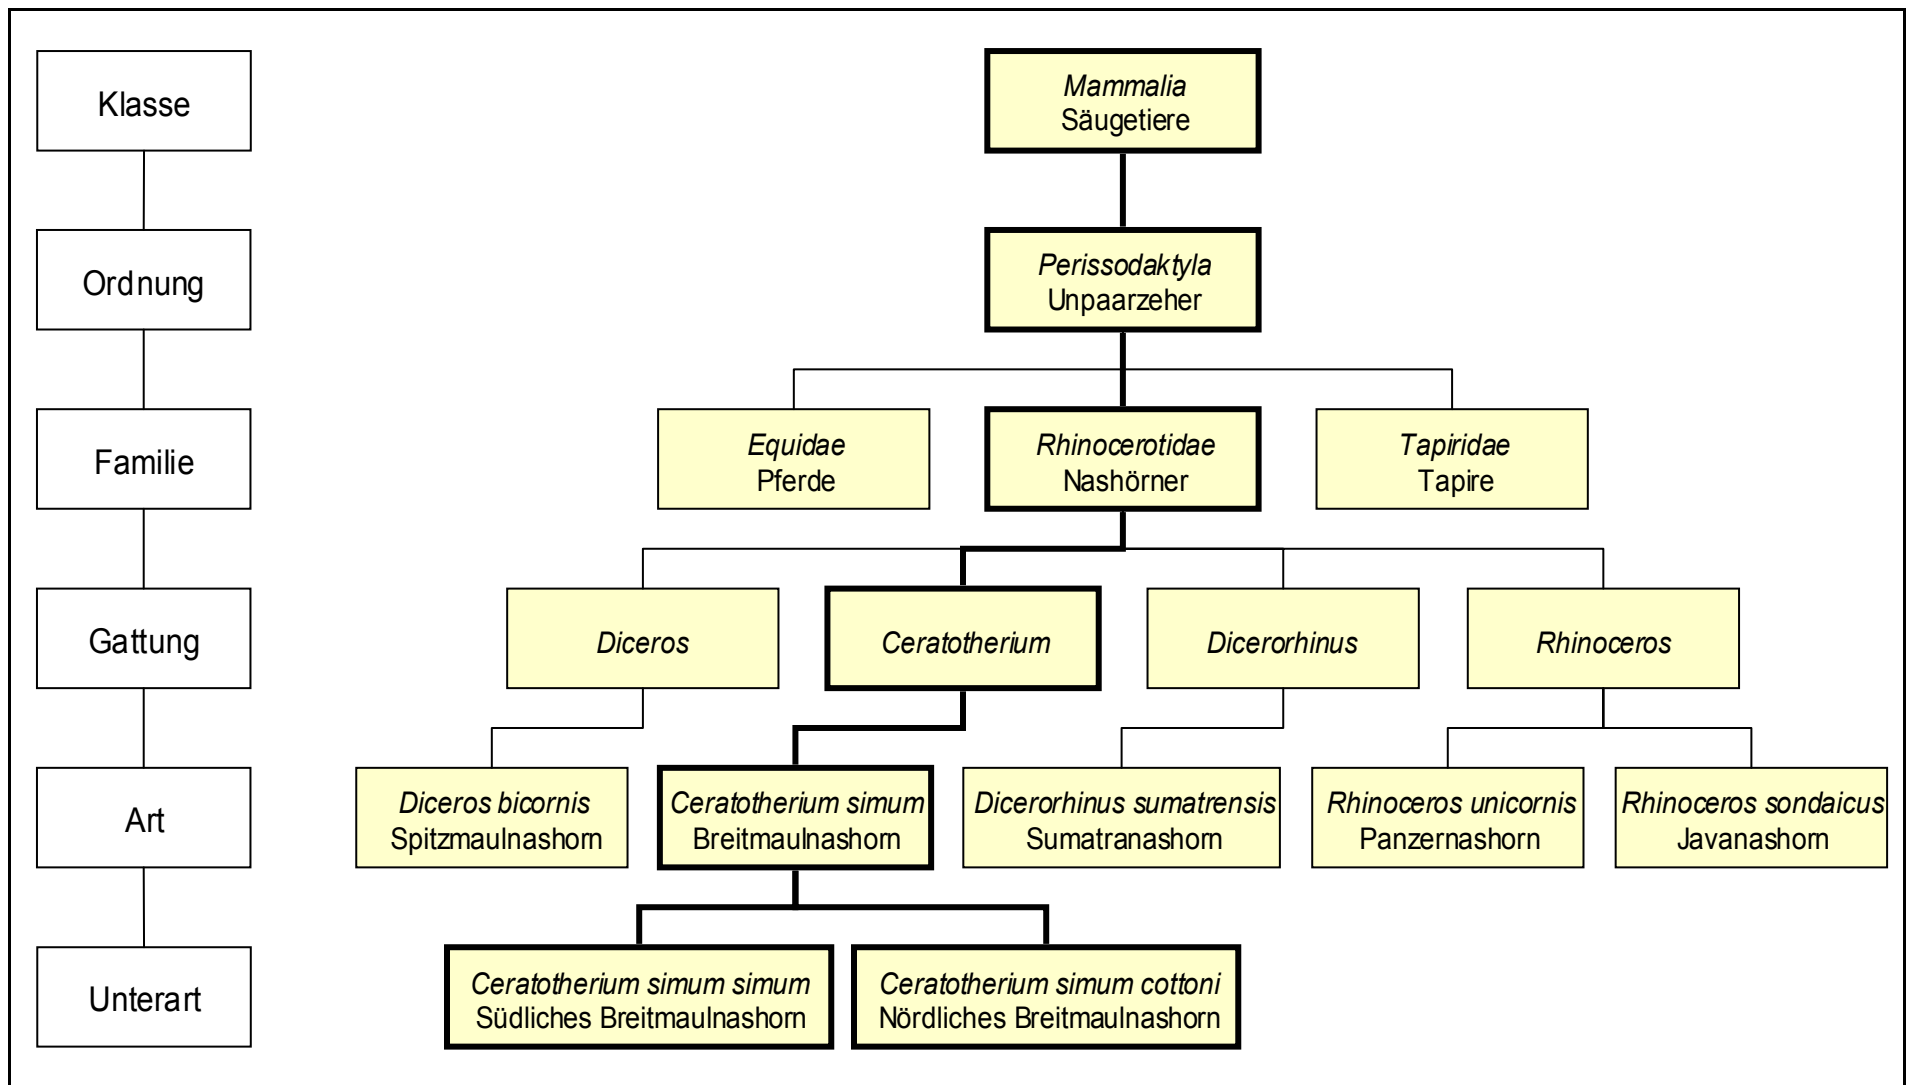 Klasse
Mammalia
Säugetiere
Ordnung
Perissodaktyla
Unpaarzeher
Familie
Equidae
Pferde
Rhinocerotidae
Nashörner
Tapiridae
Tapire
Gattung
Diceros
Ceratotherium
Dicerorhinus
Rhinoceros
Art
Diceros bicornis
Spitzmaulnashorn
Ceratotherium simum
Breitmaulnashorn
Dicerorhinus sumatrensis
Sumatranashorn
Rhinoceros unicornis
Panzernashorn
Rhinoceros sondaicus
Javanashorn
Unterart
Ceratotherium simum simum
Südliches Breitmaulnashorn
Ceratotherium simum cottoni
Nördliches Breitmaulnashorn